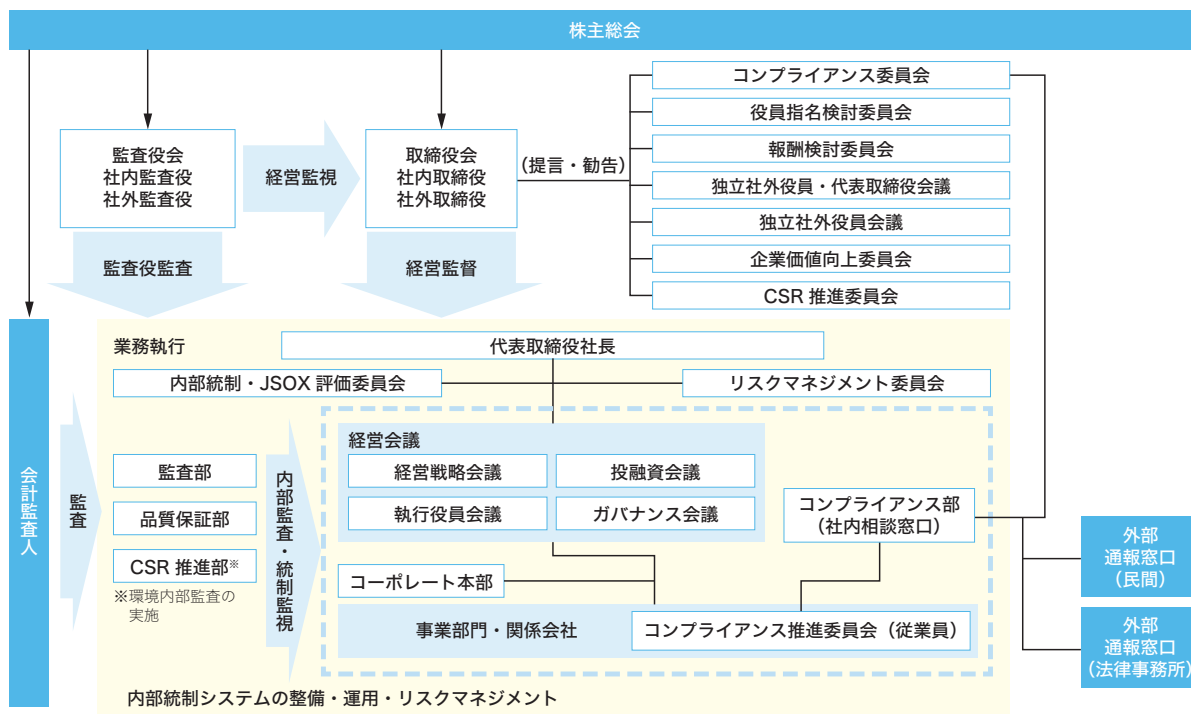 株主総会
コンプライアンス委員会
役員指名検討委員会
報酬検討委員会
独立社外役員・代表取締役会議
独立社外役員会議
企業価値向上委員会
CSR 推進委員会
監査役会
社内監査役
社外監査役
経営監視
取締役会
社内取締役
社外取締役
(提言・勧告)
監査役監査
経営監督
業務執行
代表取締役社長
内部統制・JSOX 評価委員会
リスクマネジメント委員会
会計監査人
監査
監査部
品質保証部
CSR 推進部※
※環境内部監査の
実施
内部監査・統制監視
経営会議
経営戦略会議
投融資会議
執行役員会議
ガバナンス会議
コンプライアンス部
(社内相談窓口)
コーポレート本部
事業部門・関係会社
コンプライアンス推進委員会（従業員）
外部
通報窓口
(民間)
外部
通報窓口
(法律事務所)
内部統制システムの整備・運用・リスクマネジメント